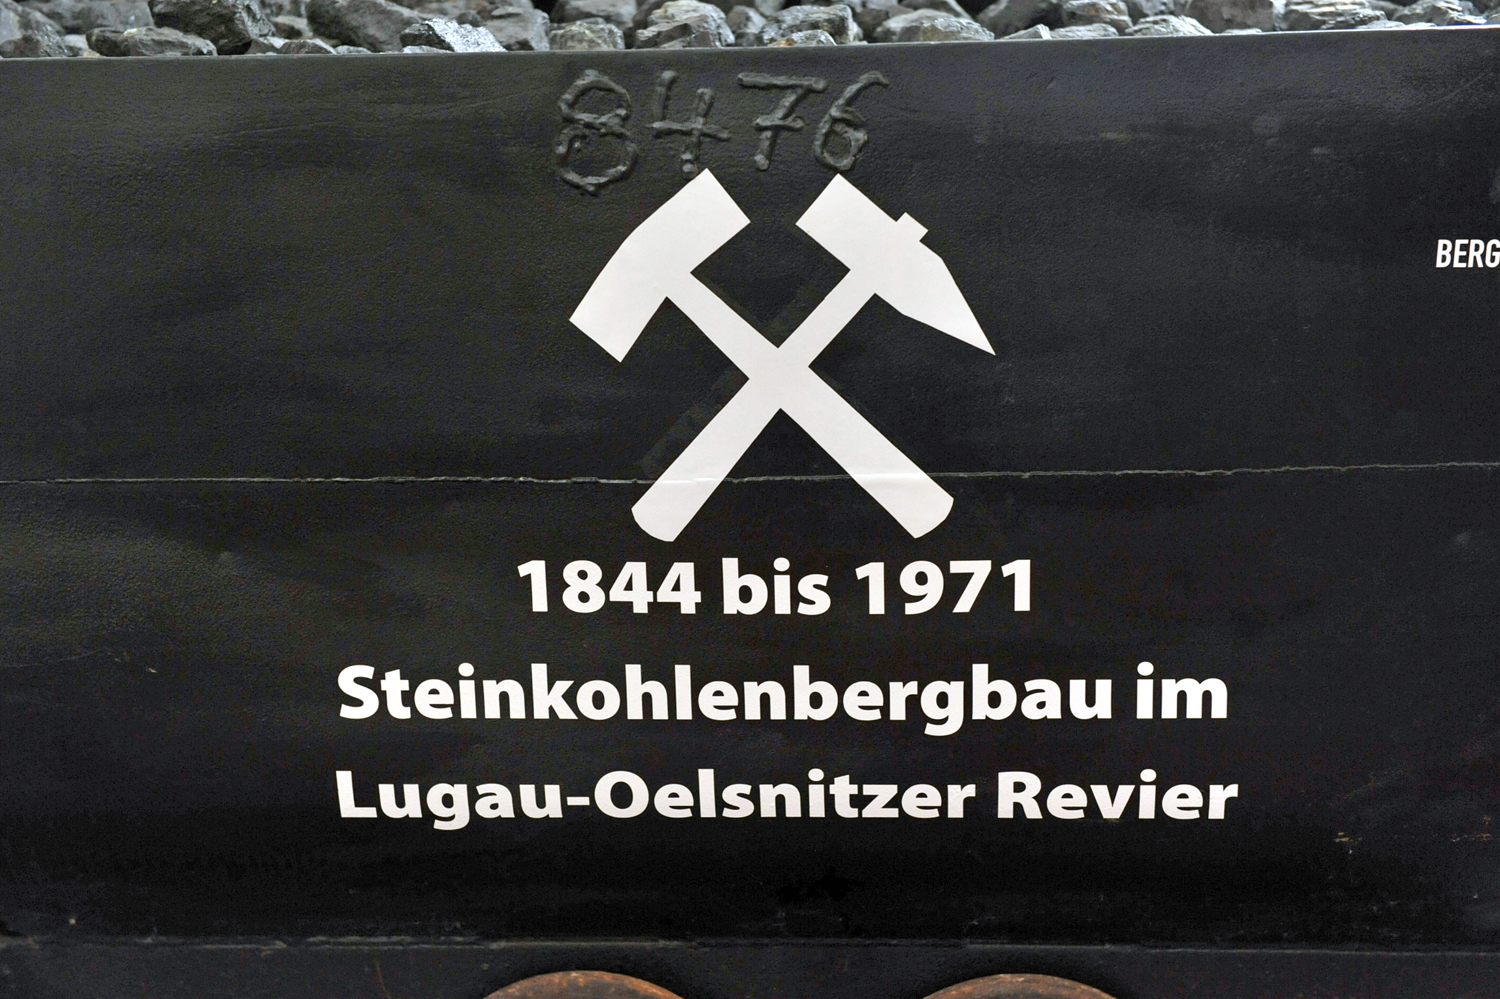 8476
BERG
1844 bis 1971
Steinkohlenbergbau im
Lugau-Oelsnitzer Revier